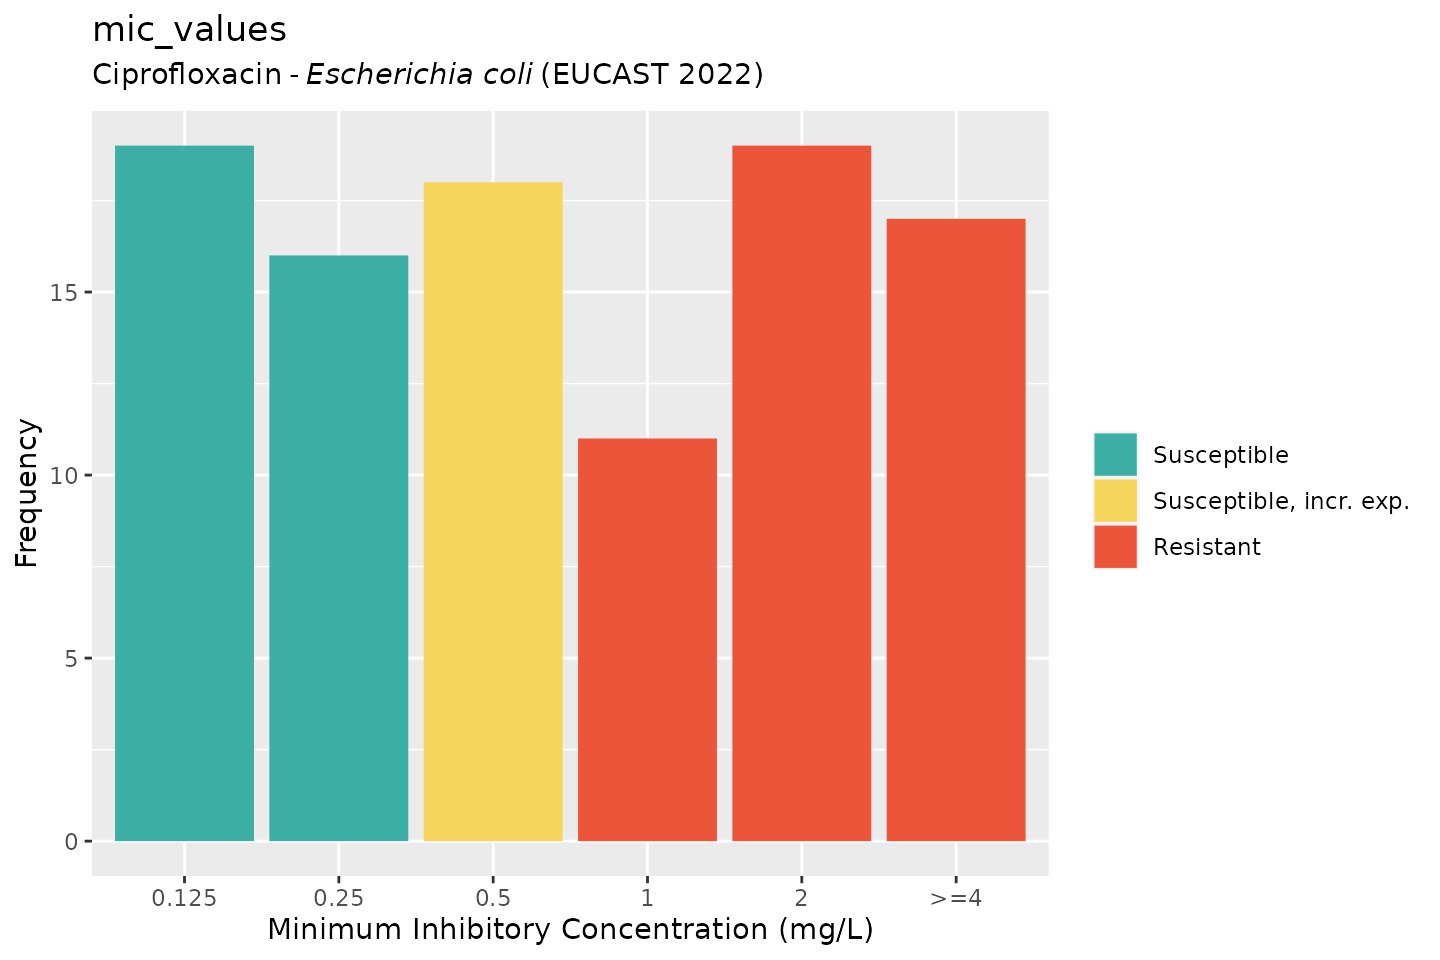 mic_values
Ciprofloxacin - Escherichia coli (EUCAST 2022)
Frequency
15
10
5
0
0.125 0.25 0.5 1 2 >=4
Minimum Inhibitory Concentration (mg/L)
Susceptible
Susceptible, incr. exp.
Resistant